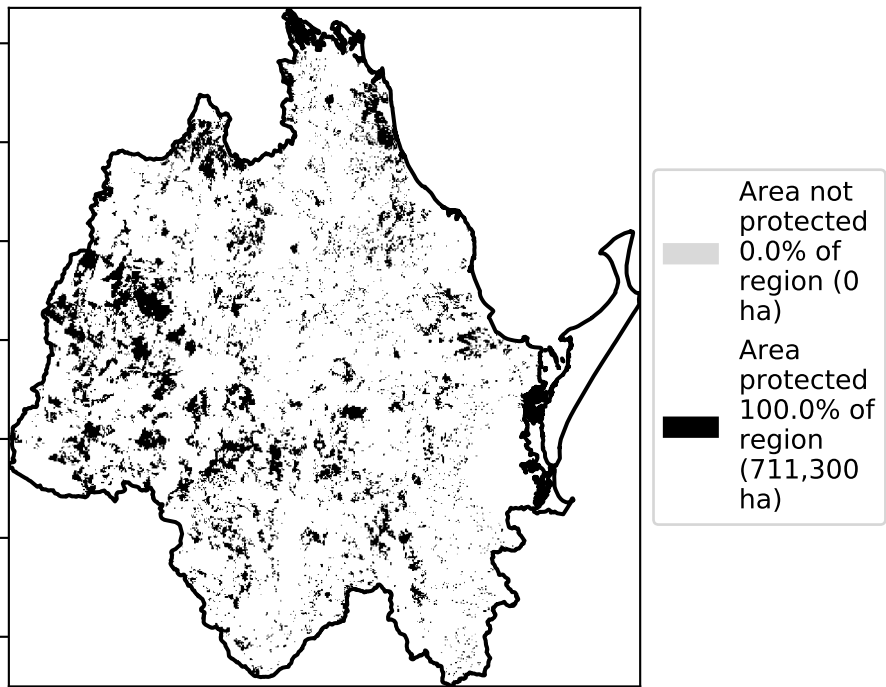 Area not
protected
0.0% of
region (0
ha)
Area
protected
100.0% of
region
(711,300
ha)